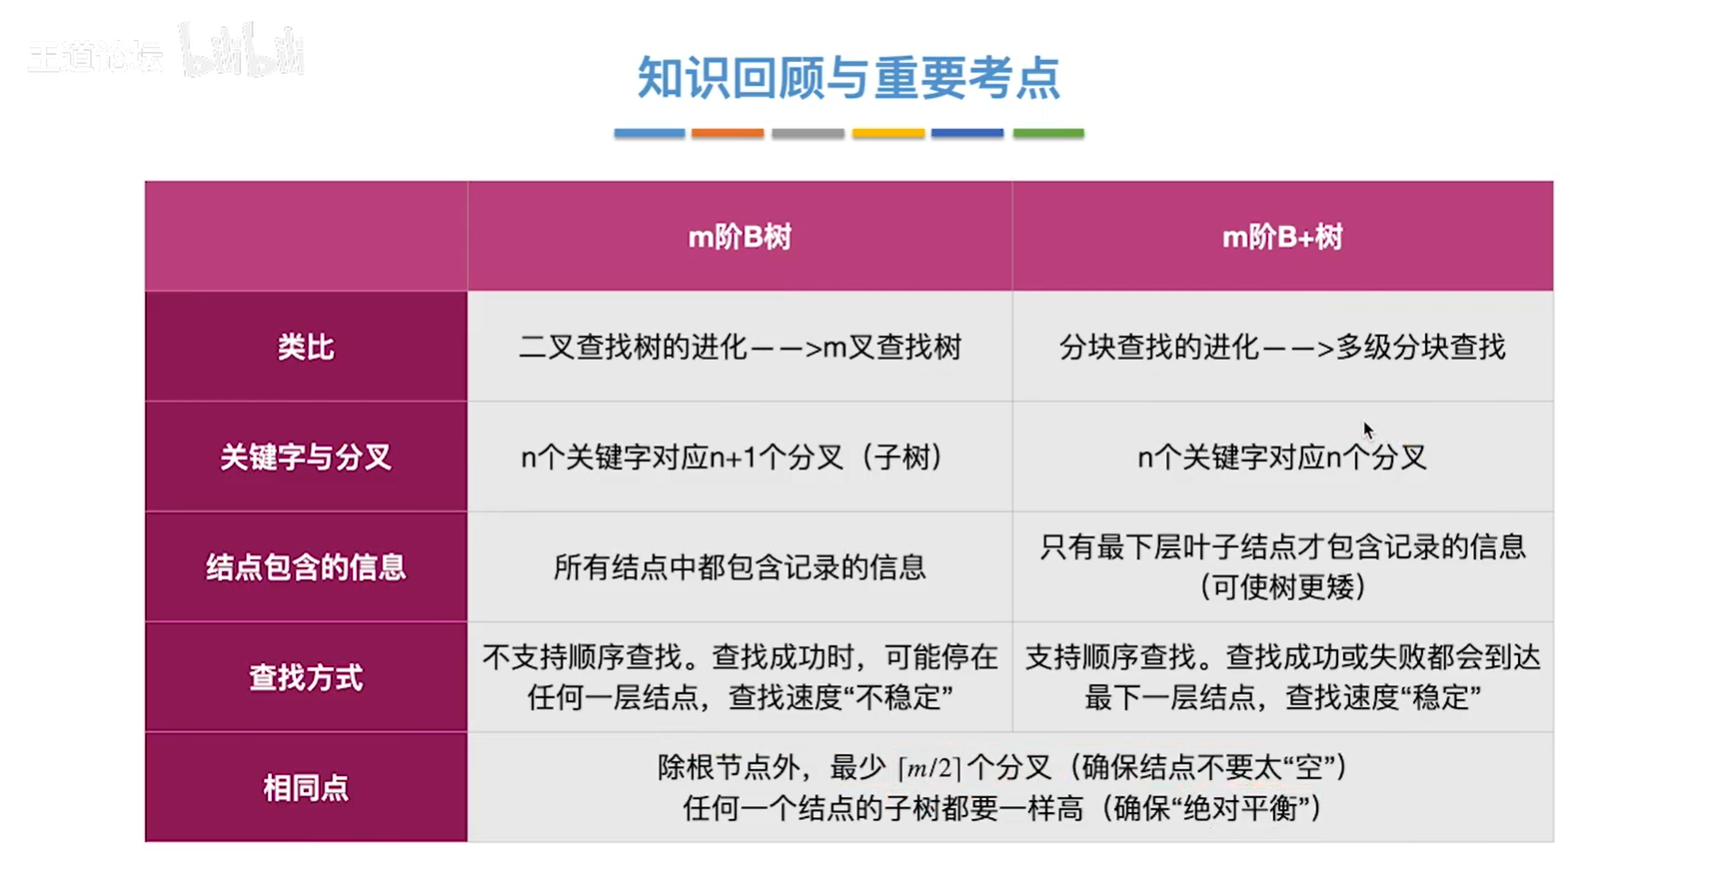 王道论坛 bilibili
知识回顾与重要考点
m阶B树
m阶B+树
类比
二叉查找树的进化——>m叉查找树
分块查找的进化——>多级分块查找
关键字与分叉
n个关键字对应n+1个分叉（子树）
n个关键字对应n个分叉
结点包含的信息
所有结点中都包含记录的信息
只有最下层叶子结点才包含记录的信息
（可使树更矮）
查找方式
不支持顺序查找。查找成功时，可能停在
任何一层结点，查找速度“不稳定”
支持顺序查找。查找成功或失败都会到达
最下一层结点，查找速度“稳定”
相同点
除根节点外，最少 ⌈m/2⌉个分叉（确保结点不要太“空”）
任何一个结点的子树都要一样高（确保“绝对平衡”）